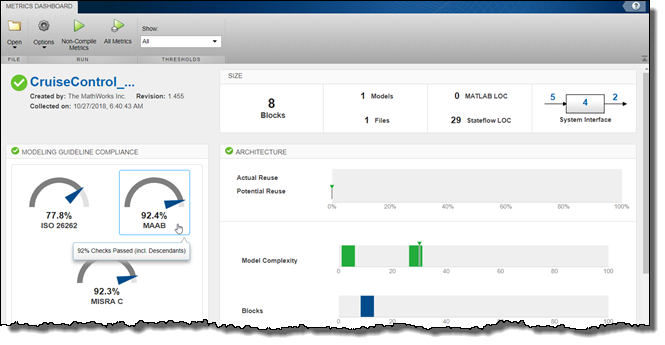 METRICS DASHBOARD
?
Open
Options
Non-Compile Metrics
All Metrics
Show:
All
FILE
RUN
THRESHOLDS
CruiseControl_...
Created by: The MathWorks Inc. Revision: 1.455
Collected on: 10/27/2018, 6:40:43 AM
SIZE
8
Blocks
1 Models
1 Files
0 MATLAB LOC
29 Stateflow LOC
5 4 2
System Interface
MODELING GUIDELINE COMPLIANCE
77.8%
ISO 26262
92.4%
MAAB
92% Checks Passed (incl. Descendants)
92.3%
MISRA C
ARCHITECTURE
Actual Reuse
Potential Reuse
0% 20% 40% 60% 80% 100%
Model Complexity
0 20 40 60 80 100
Blocks
0 20 40 60 80 100